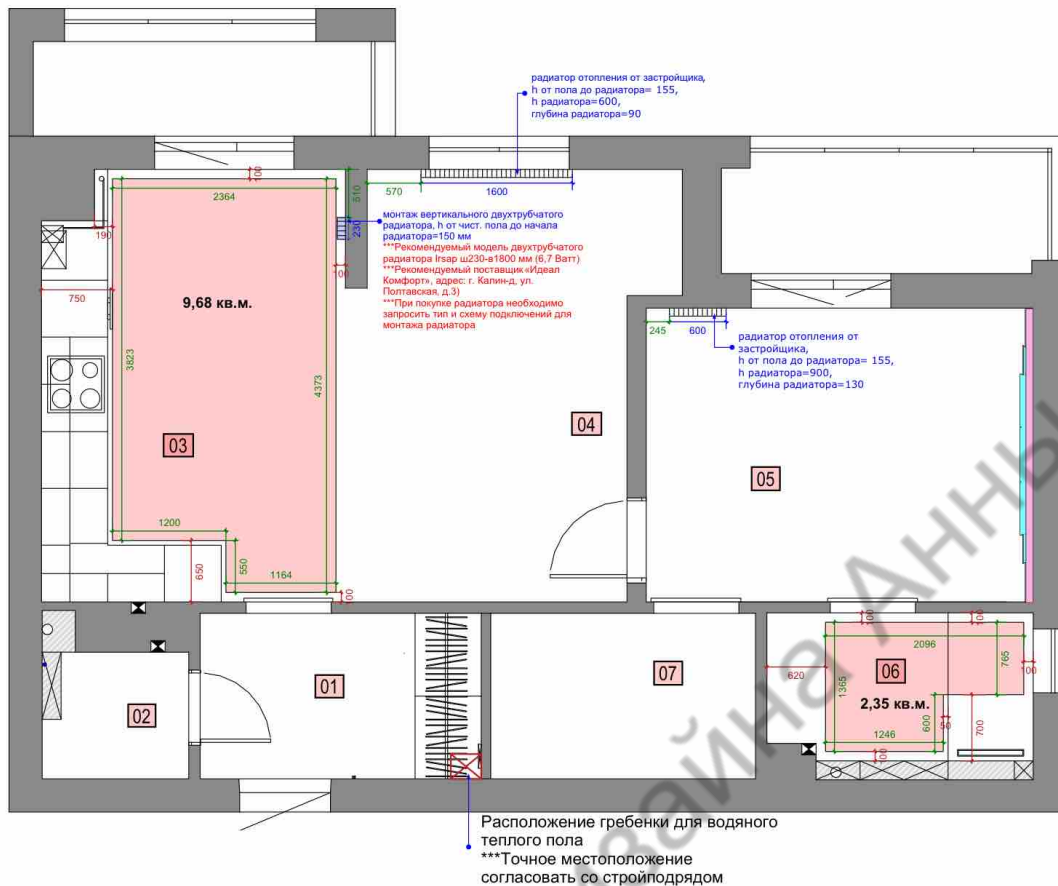 радиатор отопления от застройщика,
h от пола до радиатора= 155,
h радиатора=600,
глубина радиатора=90
100
2364
510
570
1600
190
230
монтаж вертикального двухтрубчатого
радиатора, h от чист. пола до начала
радиатора=150 мм
***Рекомендуемый модель двухтрубчатого
радиатора Irsap ш230-в1800 мм (6,7 Ватт)
***Рекомендуемый поставщик«Идеал
Комфорт», адрес: г. Калин-д, ул.
Полтавская, д.3)
***При покупке радиатора необходимо
запросить тип и схему подключений для
монтажа радиатора
100
750
9,68 кв.м.
245
600
радиатор отопления от
застройщика,
h от пола до радиатора= 155,
h радиатора=900,
глубина радиатора=130
3823
4373
03
04
05
1200
650
550
1164
100
100
2096
765
620
1365
06
100
2,35 кв.м.
600
50
700
1246
100
01
02
07
Расположение гребенки для водяного
теплого пола
***Точное местоположение
согласовать со стройподрядом
зайна Анны